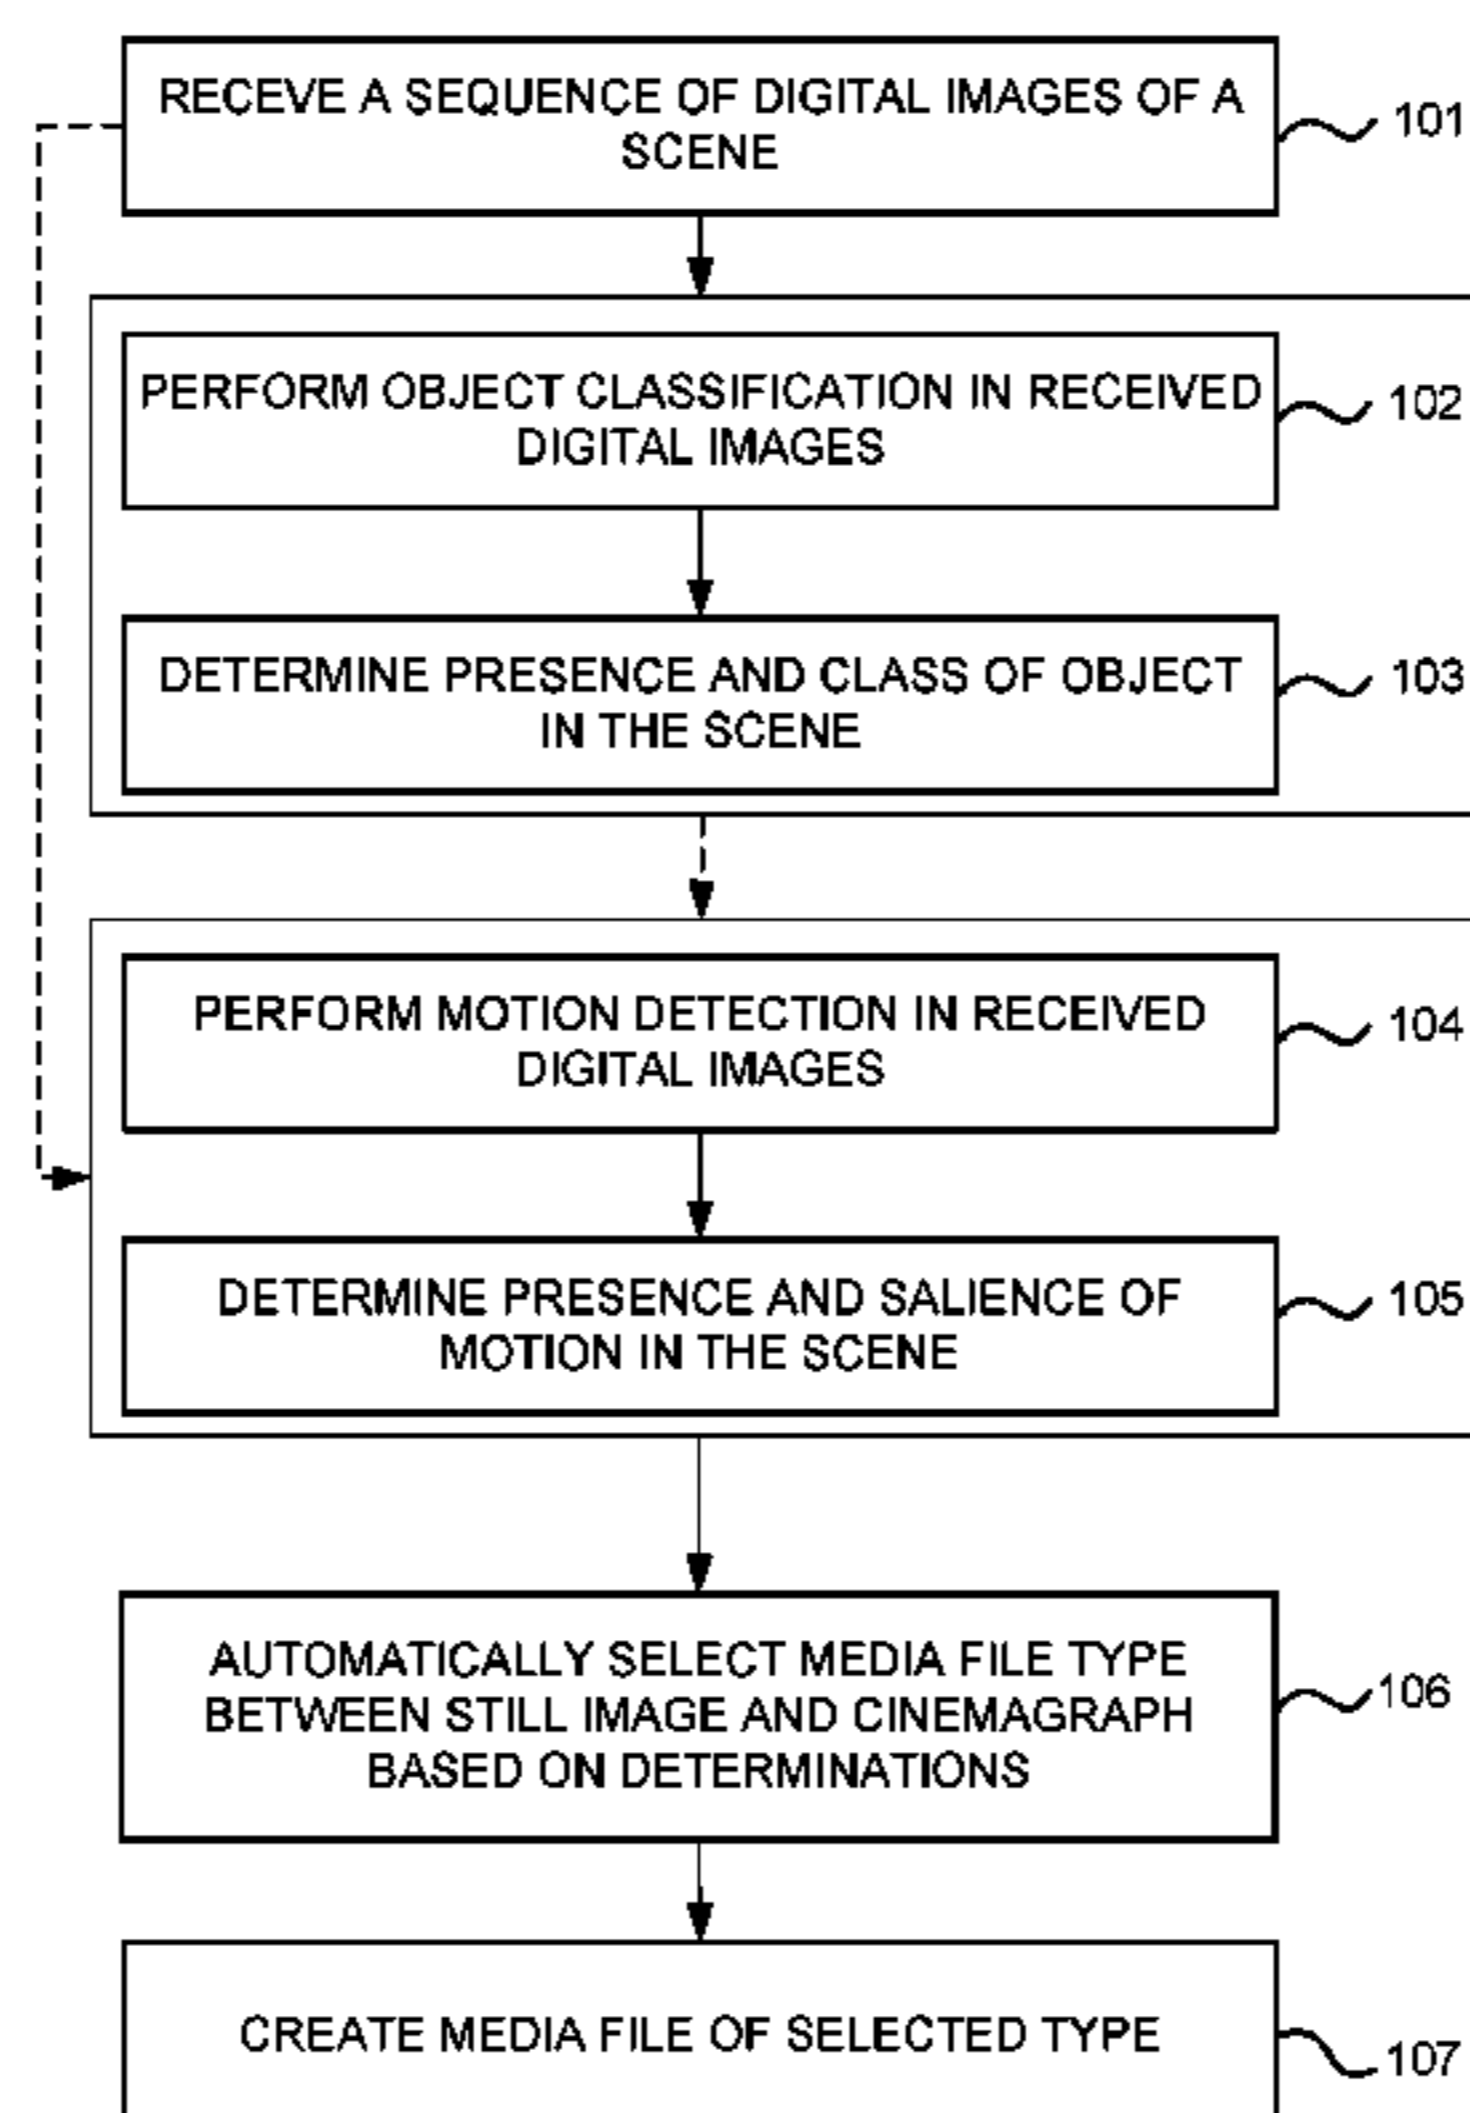 RECEVE A SEQUENCE OF DIGITAL IMAGES OF A
SCENE
101
PERFORM OBJECT CLASSIFICATION IN RECEIVED
DIGITAL IMAGES
102
DETERMINE PRESENCE AND CLASS OF OBJECT
IN THE SCENE
103
PERFORM MOTION DETECTION IN RECEIVED
DIGITAL IMAGES
104
DETERMINE PRESENCE AND SALIENCE OF
MOTION IN THE SCENE
105
AUTOMATICALLY SELECT MEDIA FILE TYPE
BETWEEN STILL IMAGE AND CINEMAGRAPH
BASED ON DETERMINATIONS
106
CREATE MEDIA FILE OF SELECTED TYPE
107